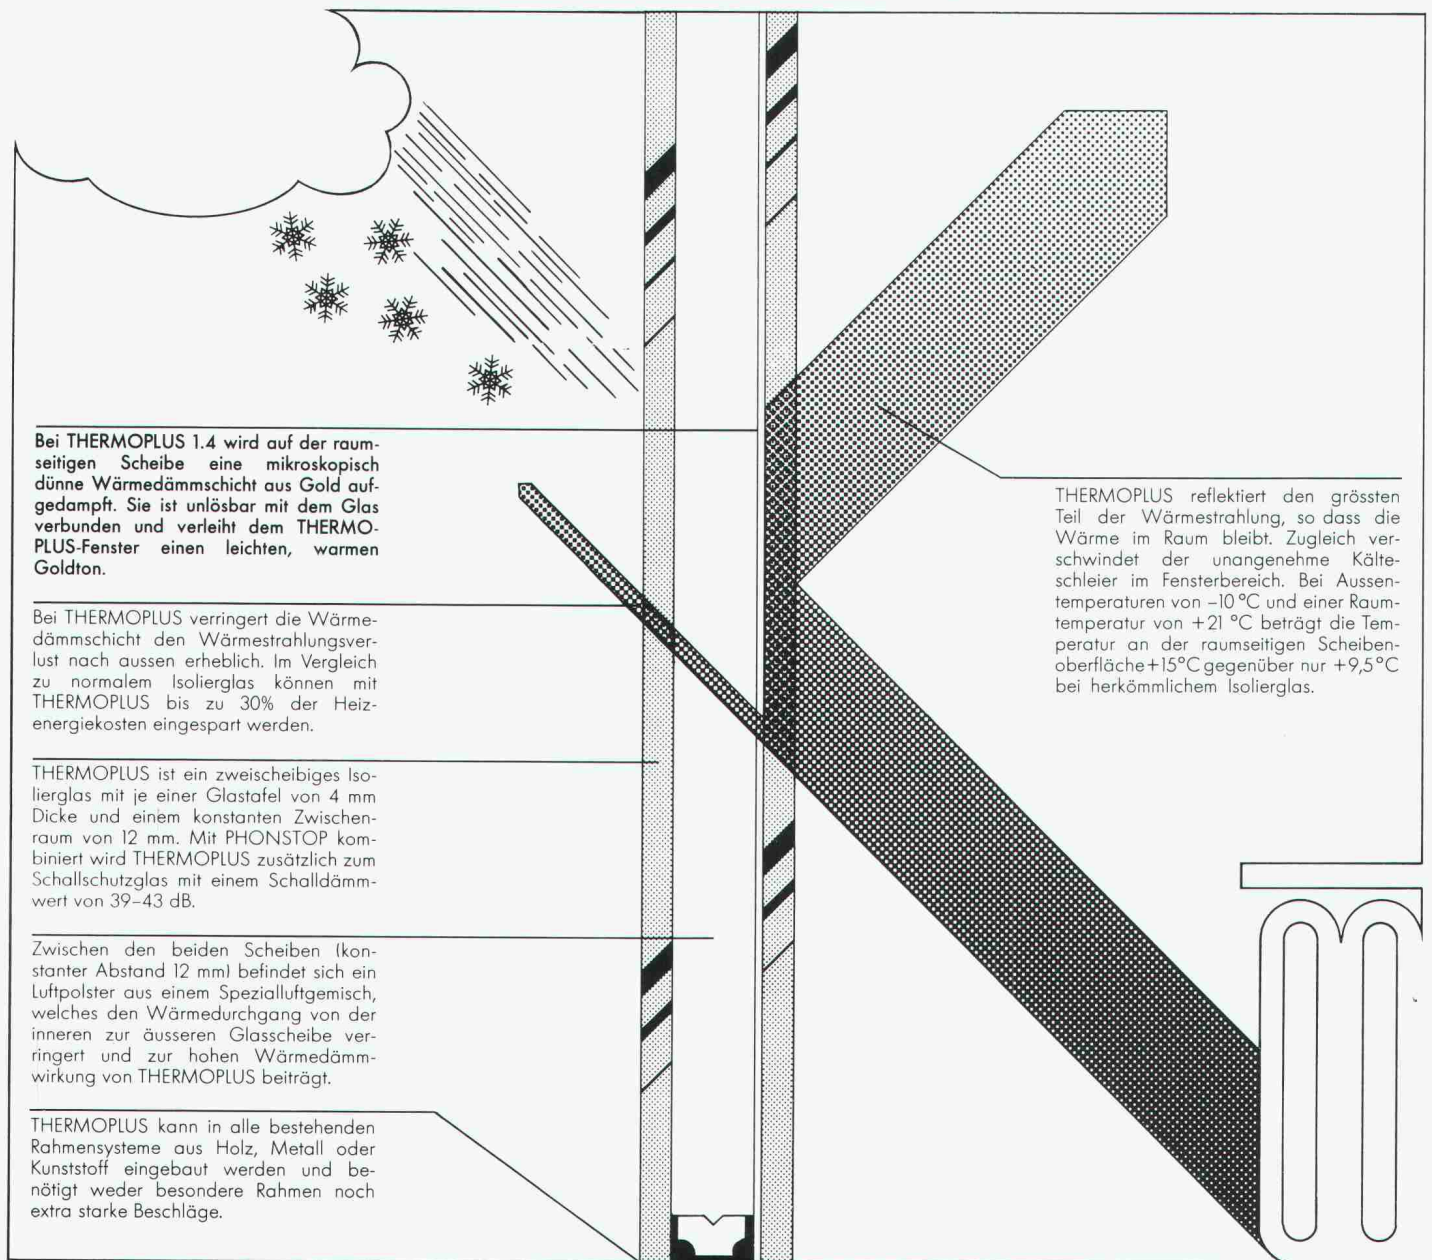 Bei THERMOPLUS 1.4 wird auf der raum-
seitigen Scheibe eine mikroskopisch
dünne Wärmedämmschicht aus Gold auf-
gedampft. Sie ist unlösbar mit dem Glas
verbunden und verleiht dem THERMO-
PLUS-Fenster einen leichten, warmen
Goldton.
Bei THERMOPLUS verringert die Wärme-
dämmschicht den Wärmestrahlungsver-
lust nach aussen erheblich. Im Vergleich
zu normalem Isolierglas können mit
THERMOPLUS bis zu 30% der Heiz-
energiekosten eingespart werden.
THERMOPLUS ist ein zweischeibiges Iso-
lierglas mit je einer Glastafel von 4 mm
Dicke und einem konstanten Zwischen-
raum von 12 mm. Mit PHONSTOP kom-
biniert wird THERMOPLUS zusätzlich zum
Schallschutzglas mit einem Schalldämm-
wert von 39–43 dB.
Zwischen den beiden Scheiben (kon-
stanter Abstand 12 mm) befindet sich ein
Luftpolster aus einem Spezialluftgemisch,
welches den Wärmedurchgang von der
inneren zur äusseren Glasscheibe ver-
ringert und zur hohen Wärmedämm-
wirkung von THERMOPLUS beiträgt.
THERMOPLUS kann in alle bestehenden
Rahmensysteme aus Holz, Metall oder
Kunststoff eingebaut werden und be-
nötigt weder besondere Rahmen noch
extra starke Beschläge.
THERMOPLUS reflektiert den grössten
Teil der Wärmestrahlung, so dass die
Wärme im Raum bleibt. Zugleich ver-
schwindet der unangenehme Kälte-
schleier im Fensterbereich. Bei Aussen-
temperaturen von –10 °C und einer Raum-
temperatur von +21 °C beträgt die Tem-
peratur an der raumseitigen Scheiben-
oberfläche +15°C gegenüber nur +9,5°C
bei herkömmlichem Isolierglas.